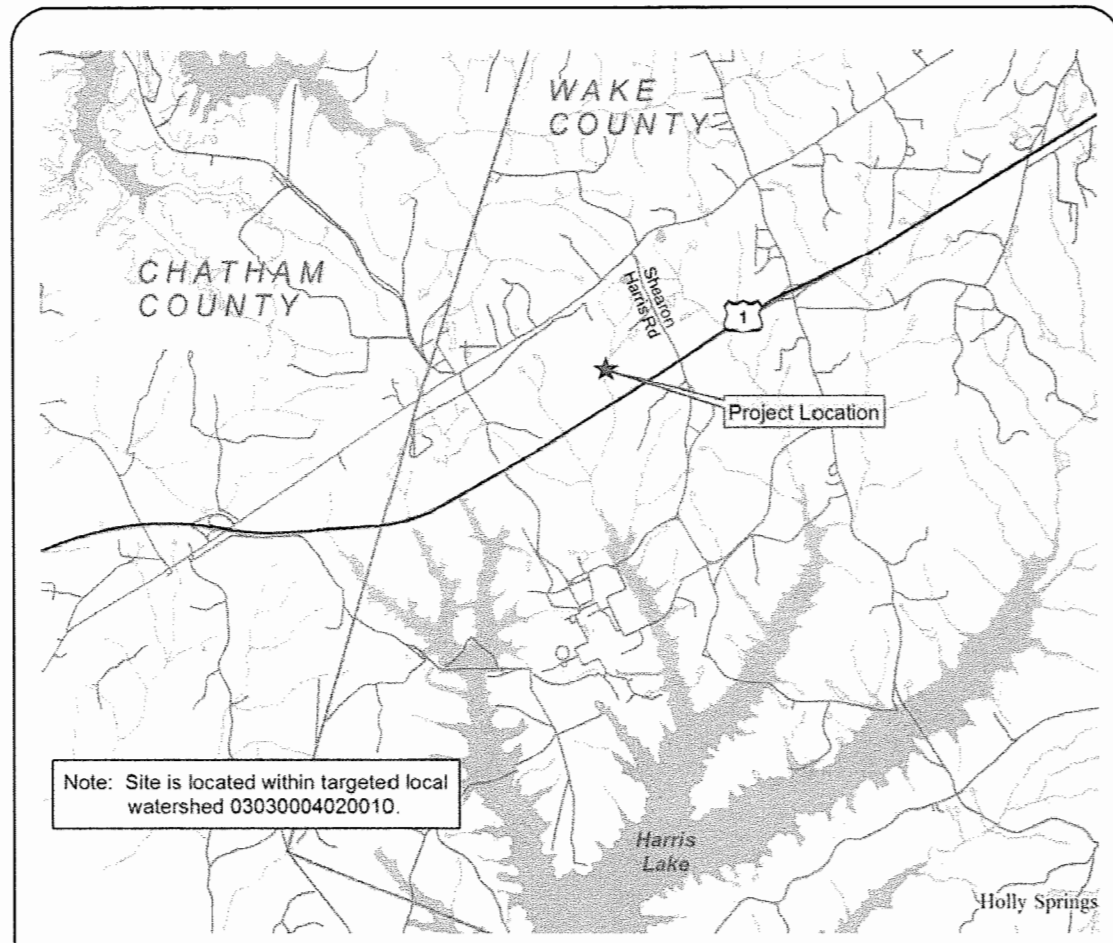 WAKE
COUNTY
CHATHAM
COUNTY
Shearon
Harris Rd
1
Project Location
Note: Site is located within targeted local
watershed 03030004020010.
Harris
Lake
Holly Springs